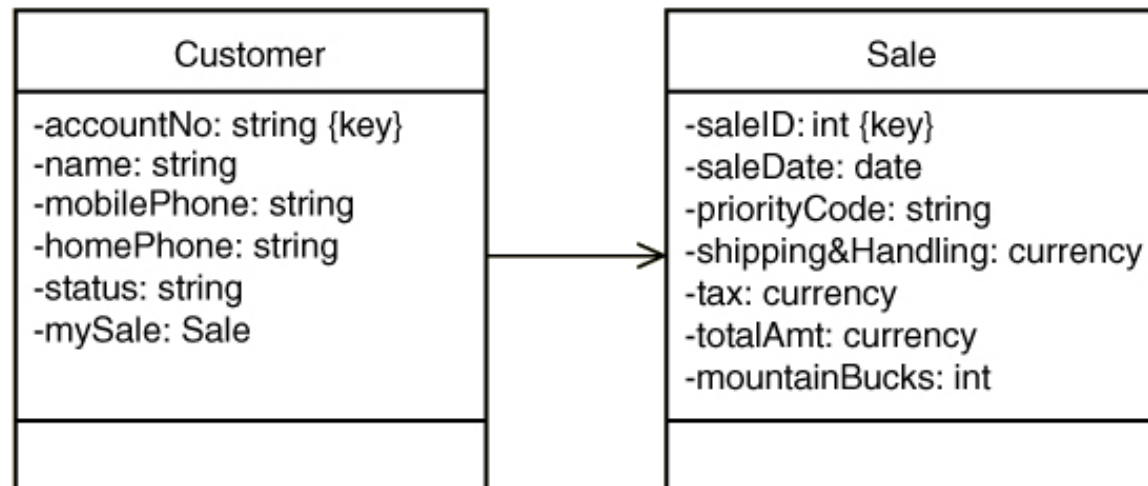 Customer
-accountNo: string {key}
-name: string
-mobilePhone: string
-homePhone: string
-status: string
-mySale: Sale
Sale
-saleID: int {key}
-saleDate: date
-priorityCode: string
-shipping&Handling: currency
-tax: currency
-totalAmt: currency
-mountainBucks: int